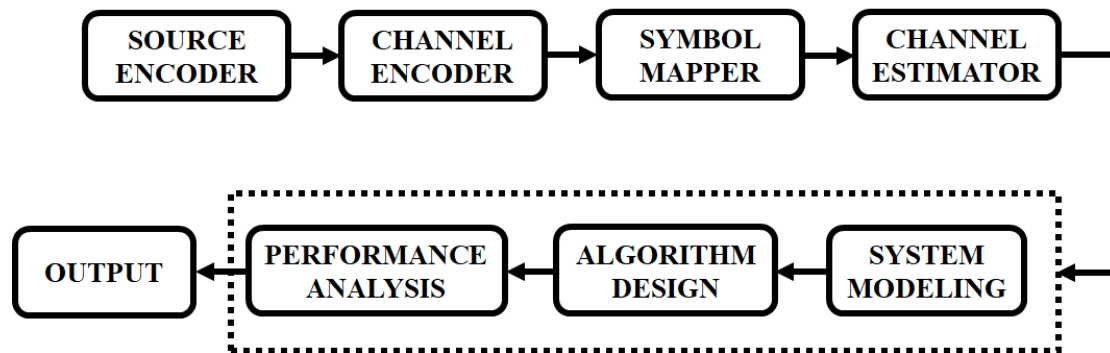 SOURCE
ENCODER
CHANNEL
ENCODER
SYMBOL
MAPPER
CHANNEL
ESTIMATOR
SYSTEM
MODELING
ALGORITHM
DESIGN
PERFORMANCE
ANALYSIS
OUTPUT